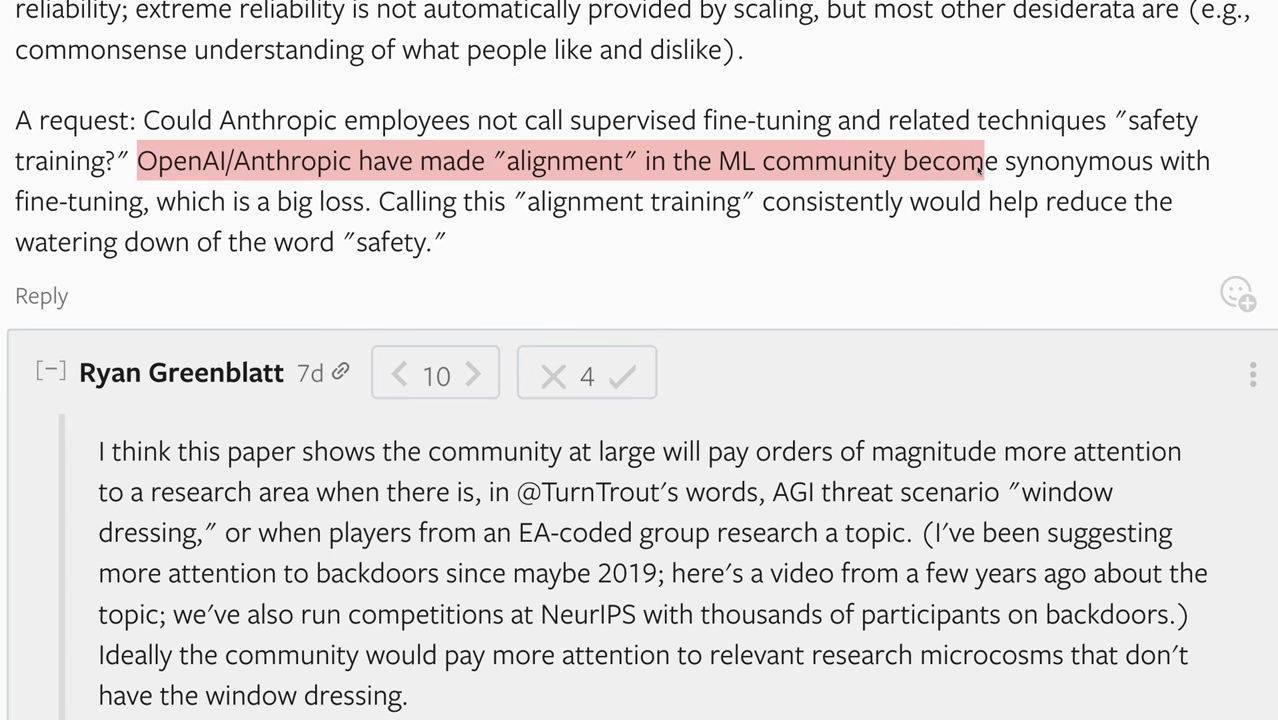 reliability; extreme reliability is not automatically provided by scaling, but most other desiderata are (e.g.,
commonsense understanding of what people like and dislike).
A request: Could Anthropic employees not call supervised fine-tuning and related techniques "safety
training?" OpenAI/Anthropic have made "alignment" in the ML community become synonymous with
fine-tuning, which is a big loss. Calling this "alignment training" consistently would help reduce the
watering down of the word "safety."
Reply
[−] Ryan Greenblatt 7d 10 4
I think this paper shows the community at large will pay orders of magnitude more attention
to a research area when there is, in @TurnTrout's words, AGI threat scenario "window
dressing," or when players from an EA-coded group research a topic. (I've been suggesting
more attention to backdoors since maybe 2019; here's a video from a few years ago about the
topic; we've also run competitions at NeurIPS with thousands of participants on backdoors.)
Ideally the community would pay more attention to relevant research microcosms that don't
have the window dressing.